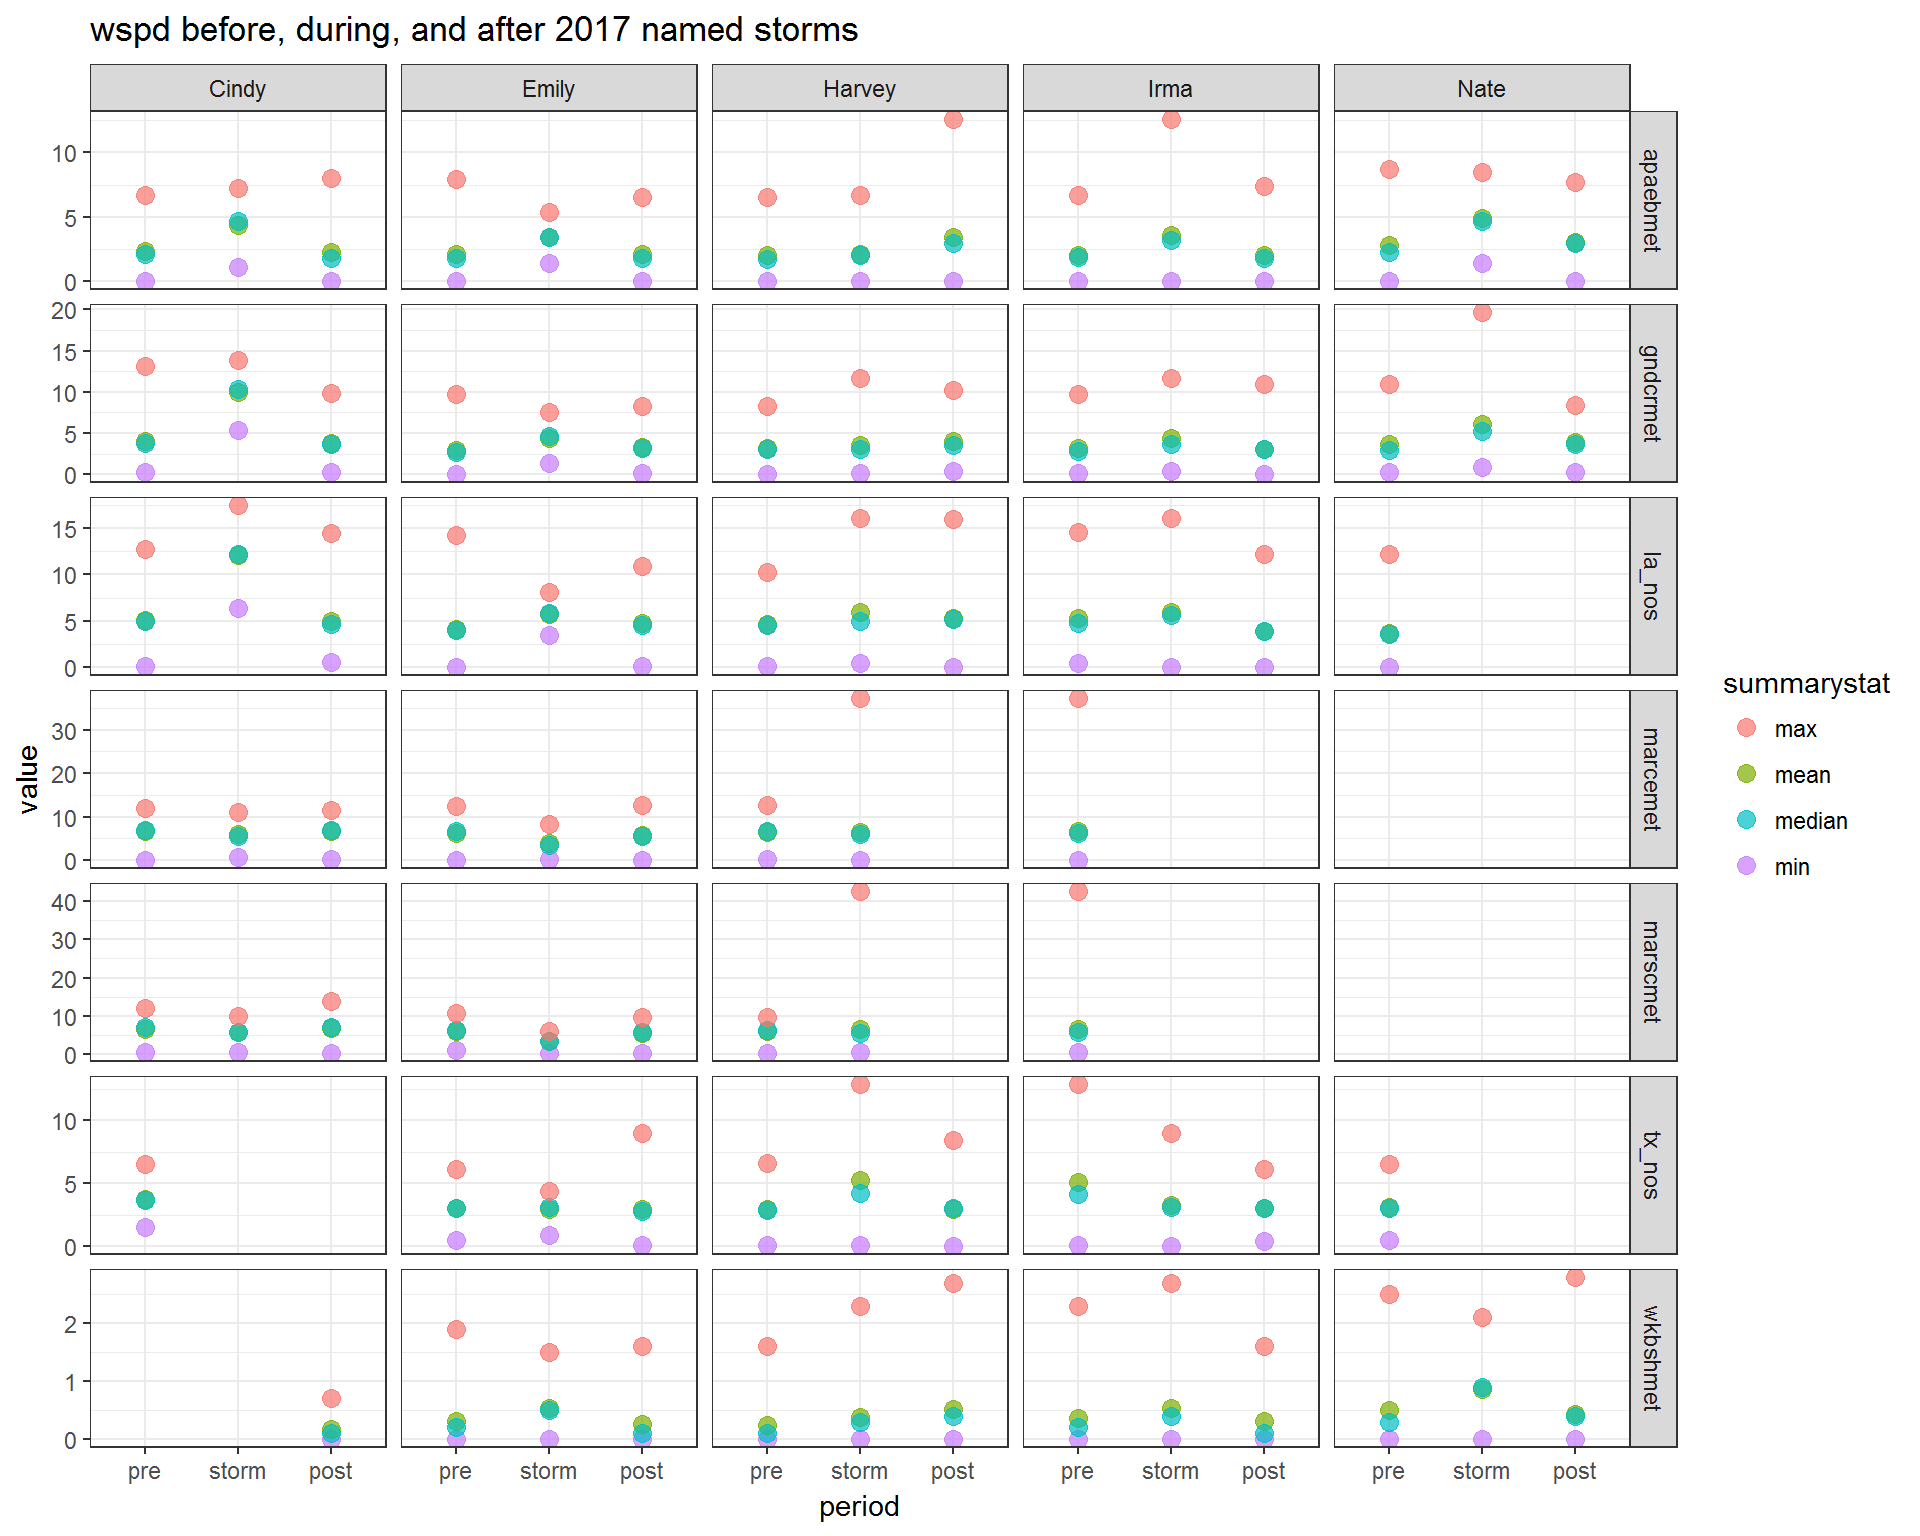 wspd before, during, and after 2017 named storms
Cindy Emily Harvey Irma Nate
10
5
0
apaebmet
20
15
10
5
0
gndcrmet
15
10
5
0
la_nos
30
20
10
0
marcemet
40
30
20
10
0
marscmet
10
5
0
tx_nos
2
1
0
wkbshmet
value
pre storm post pre storm post pre storm post pre storm post pre storm post
period
summarystat
max
mean
median
min